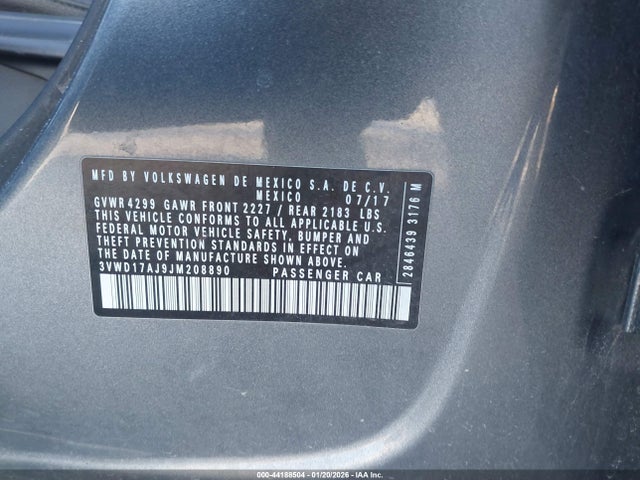 MFD BY VOLKSWAGEN DE MEXICO S.A. DE C.V.
MEXICO 07/17
GVWR 4299 GAWR FRONT 2227 / REAR 2183 LBS
THIS VEHICLE CONFORMS TO ALL APPLICABLE U.S.
FEDERAL MOTOR VEHICLE SAFETY, BUMPER AND
THEFT PREVENTION STANDARDS IN EFFECT ON
THE DATE OF MANUFACTURE SHOWN ABOVE.
3VWD17AJ9JM208890 PASSENGER CAR
2846439 3176 M
000-44188504 | 01/20/2026 - IAA Inc.